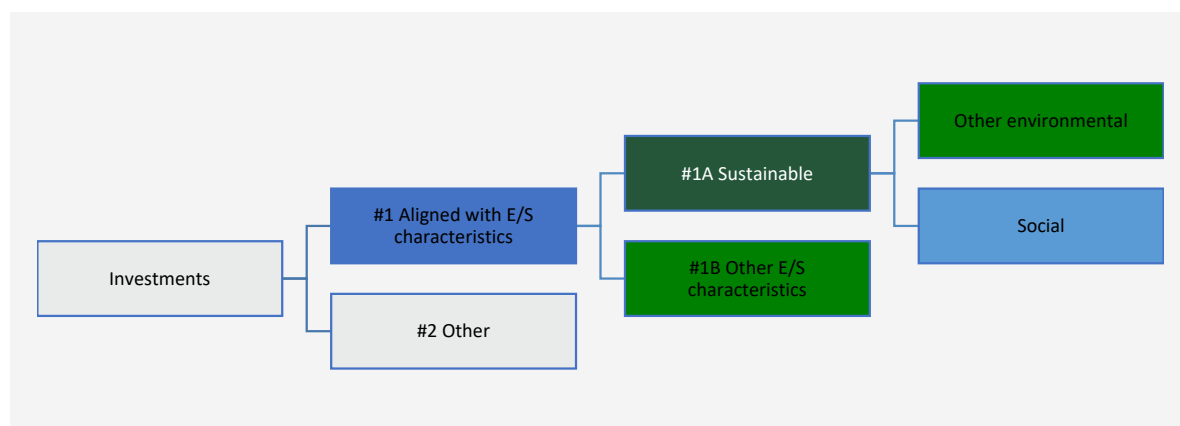 Investments
#1 Aligned with E/S
characteristics
#2 Other
#1A Sustainable
#1B Other E/S
characteristics
Other environmental
Social